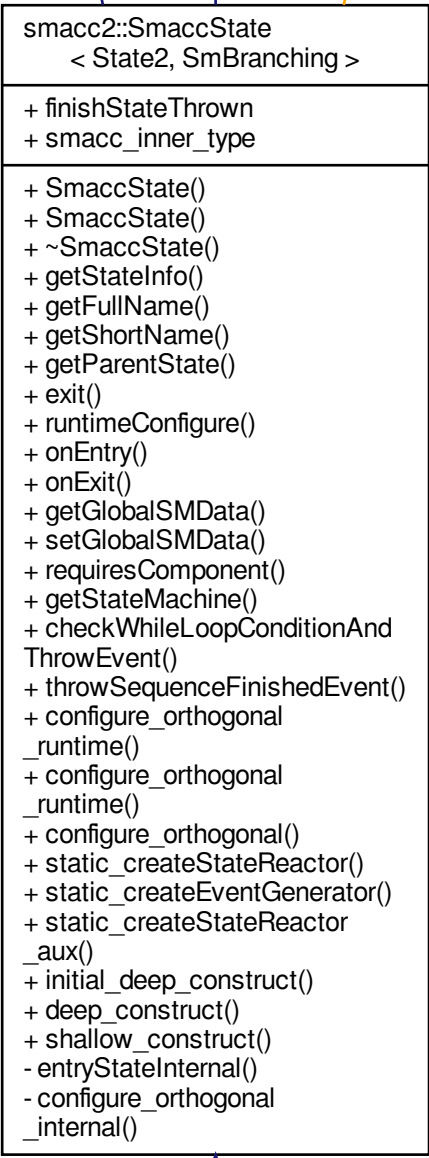 smacc2::SmaccState
< State2, SmBranching >
+ finishStateThrown
+ smacc_inner_type
+ SmaccState()
+ SmaccState()
+ ~SmaccState()
+ getStateInfo()
+ getFullName()
+ getShortName()
+ getParentState()
+ exit()
+ runtimeConfigure()
+ onEntry()
+ onExit()
+ getGlobalSMData()
+ setGlobalSMData()
+ requiresComponent()
+ getStateMachine()
+ checkWhileLoopConditionAnd
ThrowEvent()
+ throwSequenceFinishedEvent()
+ configure_orthogonal
_runtime()
+ configure_orthogonal
_runtime()
+ configure_orthogonal()
+ static_createStateReactor()
+ static_createEventGenerator()
+ static_createStateReactor
_aux()
+ initial_deep_construct()
+ deep_construct()
+ shallow_construct()
- entryStateInternal()
- configure_orthogonal
_internal()